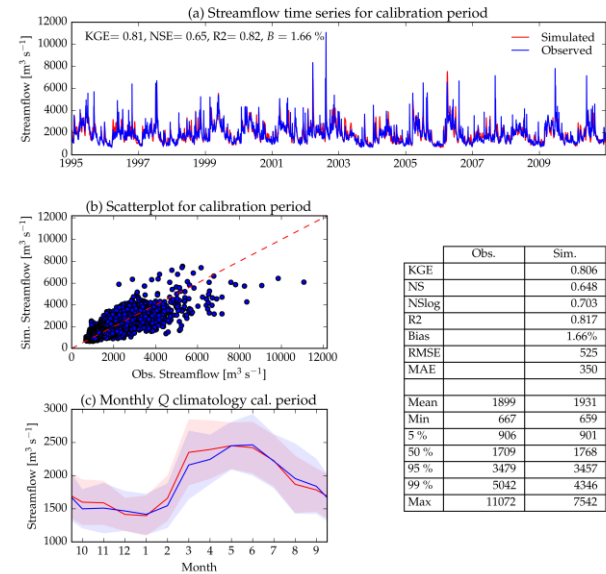 (a) Streamflow time series for calibration period
KGE= 0.81, NSE= 0.65, R2= 0.82, B = 1.66 %
Simulated
Observed
Streamflow [m³ s⁻¹]
12000
10000
8000
6000
4000
2000
0
1995 1997 1999 2001 2003 2005 2007 2009
(b) Scatterplot for calibration period
Sim. Streamflow [m³ s⁻¹]
12000
10000
8000
6000
4000
2000
0
0 2000 4000 6000 8000 10000 12000
Obs. Streamflow [m³ s⁻¹]
(c) Monthly Q climatology cal. period
Streamflow [m³ s⁻¹]
3000
2500
2000
1500
1000
10 11 12 1 2 3 4 5 6 7 8 9
Month
Obs. Sim.
KGE 0.806
NS 0.648
NSlog 0.703
R2 0.817
Bias 1.66%
RMSE 525
MAE 350
Mean 1899 1931
Min 667 659
5 % 906 901
50 % 1709 1768
95 % 3479 3457
99 % 5042 4346
Max 11072 7542